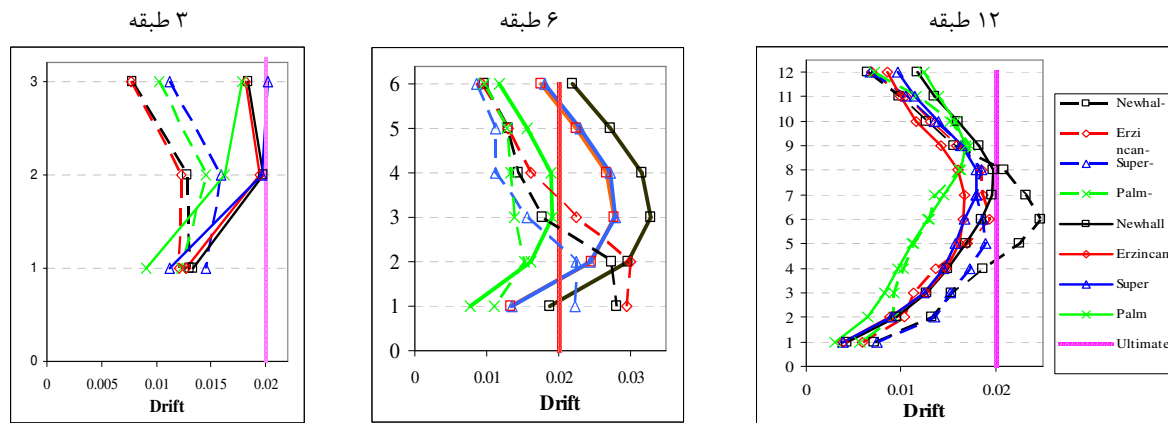 ۳ طبقه
3
2
1
0
0 0.005 0.01 0.015 0.02
Drift
۶ طبقه
6
5
4
3
2
1
0
0 0.01 0.02 0.03
Drift
۱۲ طبقه
12
11
10
9
8
7
6
5
4
3
2
1
0
0 0.01 0.02
Drift
Newhal-
Erzi
ncan-
Super-
Palm-
Newhall
Erzincan
Super
Palm
Ultimate